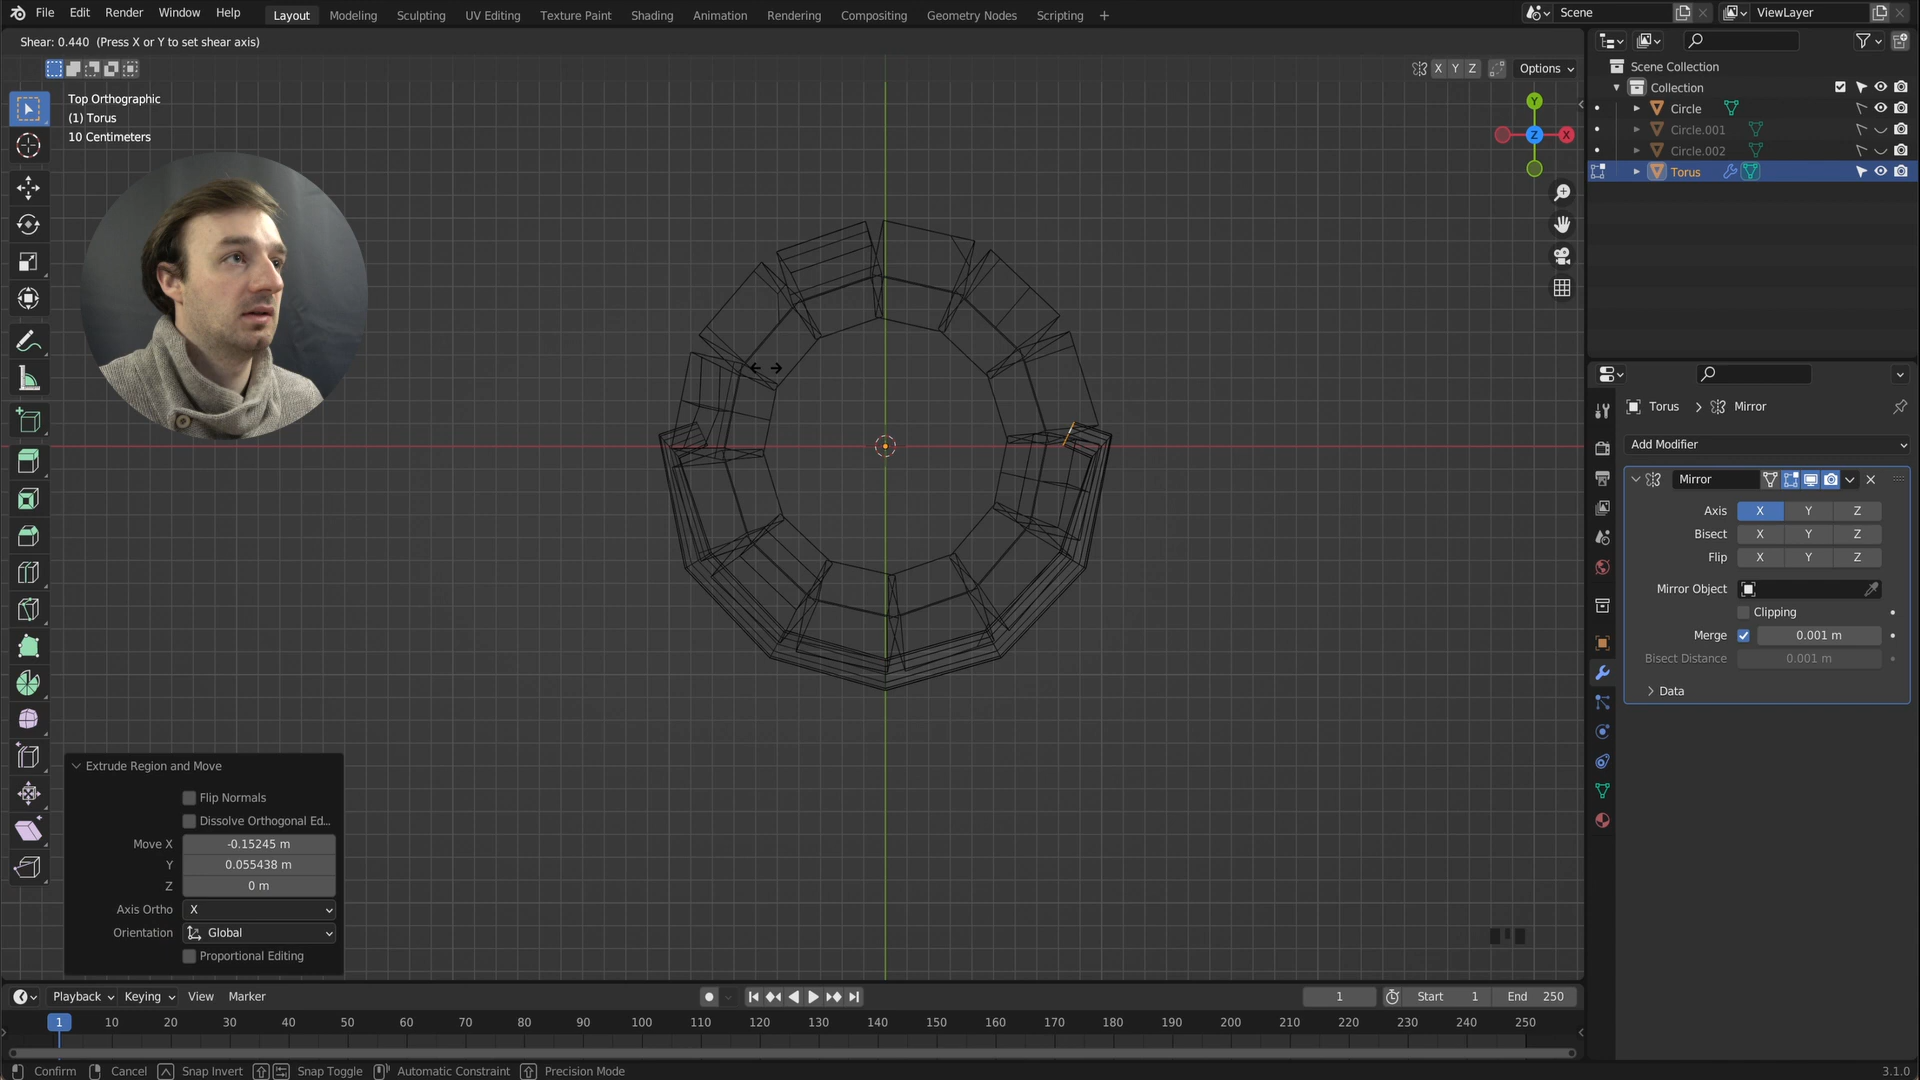 File Edit Render Window Help Layout Modeling Sculpting UV Editing Texture Paint Shading Animation Rendering Compositing Geometry Nodes Scripting + Scene ViewLayer
Shear: 0.440 (Press X or Y to set shear axis)
X Y Z Options
Top Orthographic
(1) Torus
10 Centimeters
Y
Z
X
Scene Collection
Collection
Circle
Circle.001
Circle.002
Torus
Torus > Mirror
Add Modifier
Mirror
Axis X Y Z
Bisect X Y Z
Flip X Y Z
Mirror Object
Clipping
Merge 0.001 m
Bisect Distance 0.001 m
Data
Extrude Region and Move
Flip Normals
Dissolve Orthogonal Ed...
Move X -0.15245 m
Y 0.055438 m
Z 0 m
Axis Ortho X
Orientation Global
Proportional Editing
Playback Keying View Marker 1 Start 1 End 250
1 10 20 30 40 50 60 70 80 90 100 110 120 130 140 150 160 170 180 190 200 210 220 230 240 250
Confirm Cancel Snap Invert Snap Toggle Automatic Constraint Precision Mode 3.1.0